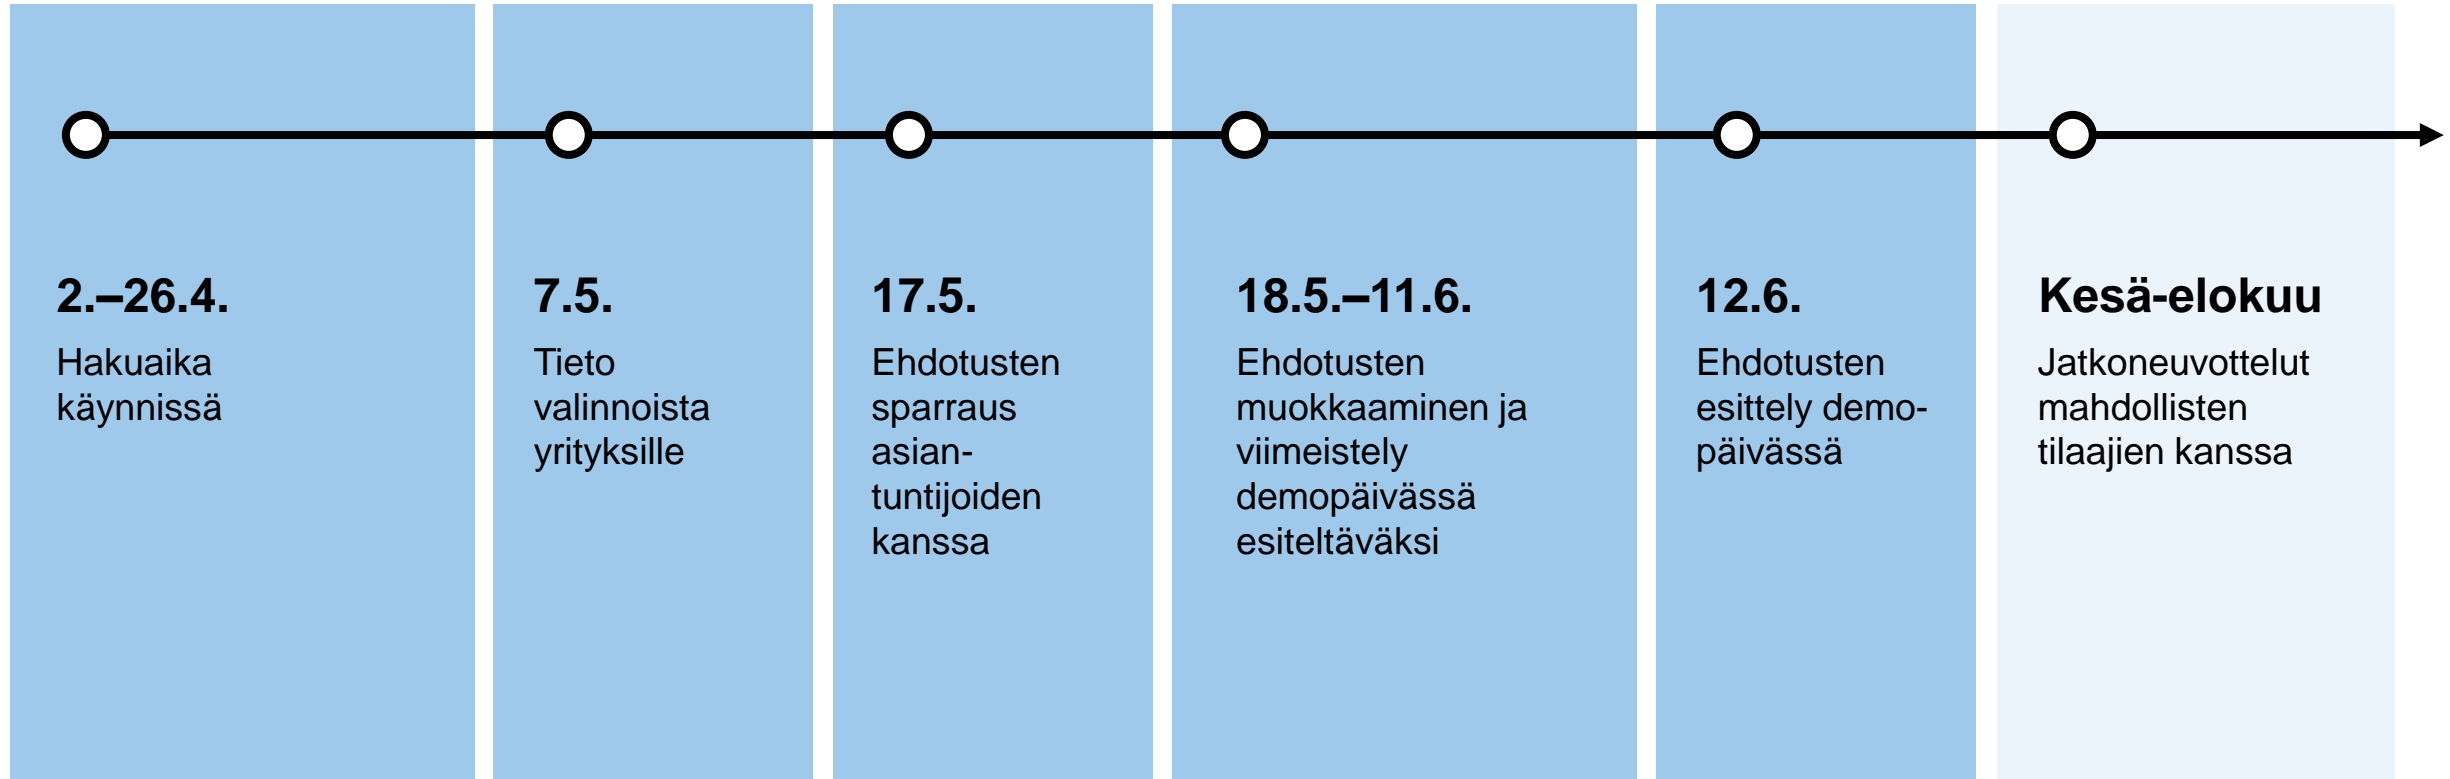 2.–26.4.
Hakuaika
käynnissä
7.5.
Tieto
valinnoista
yrityksille
17.5.
Ehdotusten
sparraus
asian-
tuntijoiden
kanssa
18.5.–11.6.
Ehdotusten
muokkaaminen ja
viimeistely
demopäivässä
esiteltäväksi
12.6.
Ehdotusten
esittely demo-
päivässä
Kesä-elokuu
Jatkoneuvottelut
mahdollisten
tilaajien kanssa